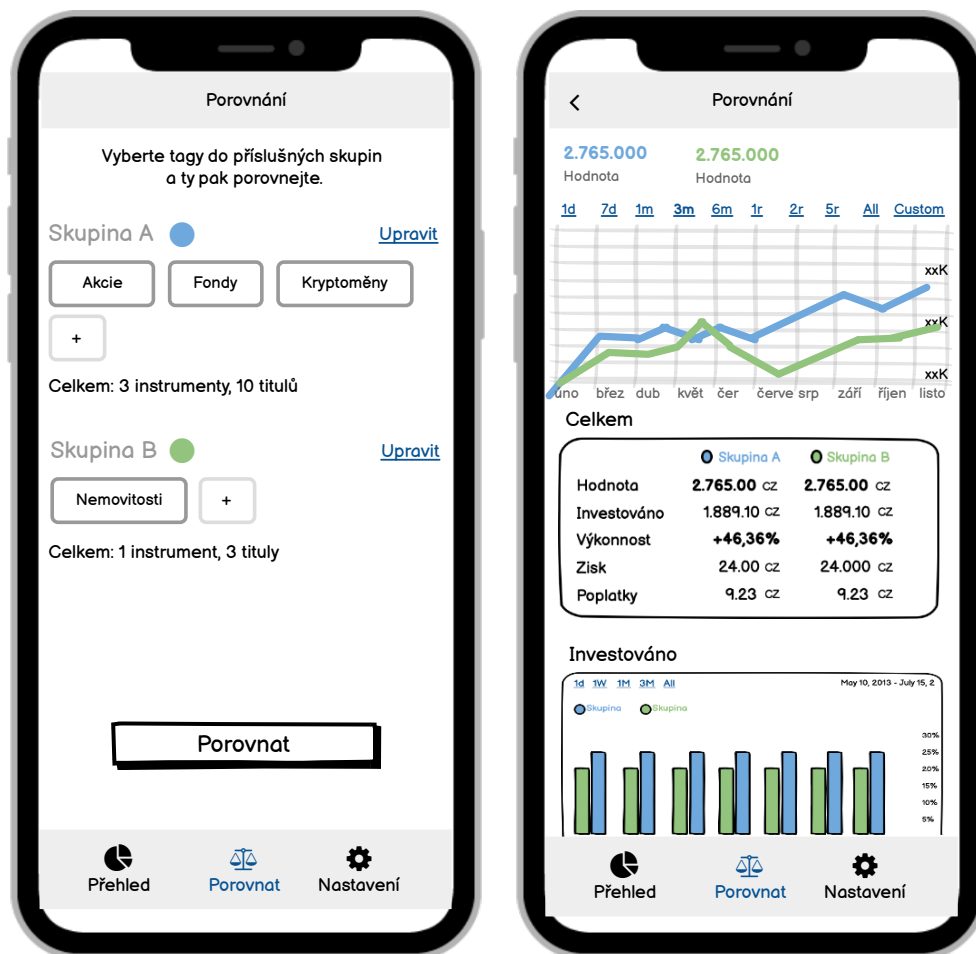 Porovnání
Vyberte tagy do příslušných skupin
a ty pak porovnejte.
Skupina A Upravit
Akcie Fondy Kryptoměny
+
Celkem: 3 instrumenty, 10 titulů
Skupina B Upravit
Nemovitosti +
Celkem: 1 instrument, 3 tituly
Porovnat
Přehled Porovnat Nastavení
Porovnání
2.765.000 2.765.000
Hodnota Hodnota
1d 7d 1m 3m 6m 1r 2r 5r All Custom
xxK
xxK
xxK
úno břez dub květ čer červe srp září říjen listo
Celkem
Skupina A Skupina B
Hodnota 2.765.00 CZ 2.765.00 CZ
Investováno 1.889.10 CZ 1.889.10 CZ
Výkonnost +46,36% +46,36%
Zisk 24.00 CZ 24.000 CZ
Poplatky 9.23 CZ 9.23 CZ
Investováno
1d 1W 1M 3M All May 10, 2013 - July 15, 2
Skupina Skupina
30%
25%
20%
15%
10%
5%
Přehled Porovnat Nastavení